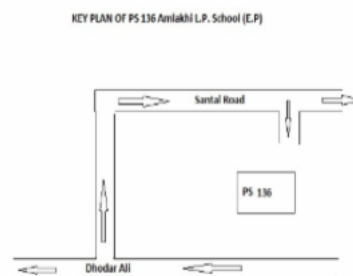 KEY PLAN OF PS 136 Amlakhi L.P. School (E.P)
Santal Road
PS 136
Dhodar Ali